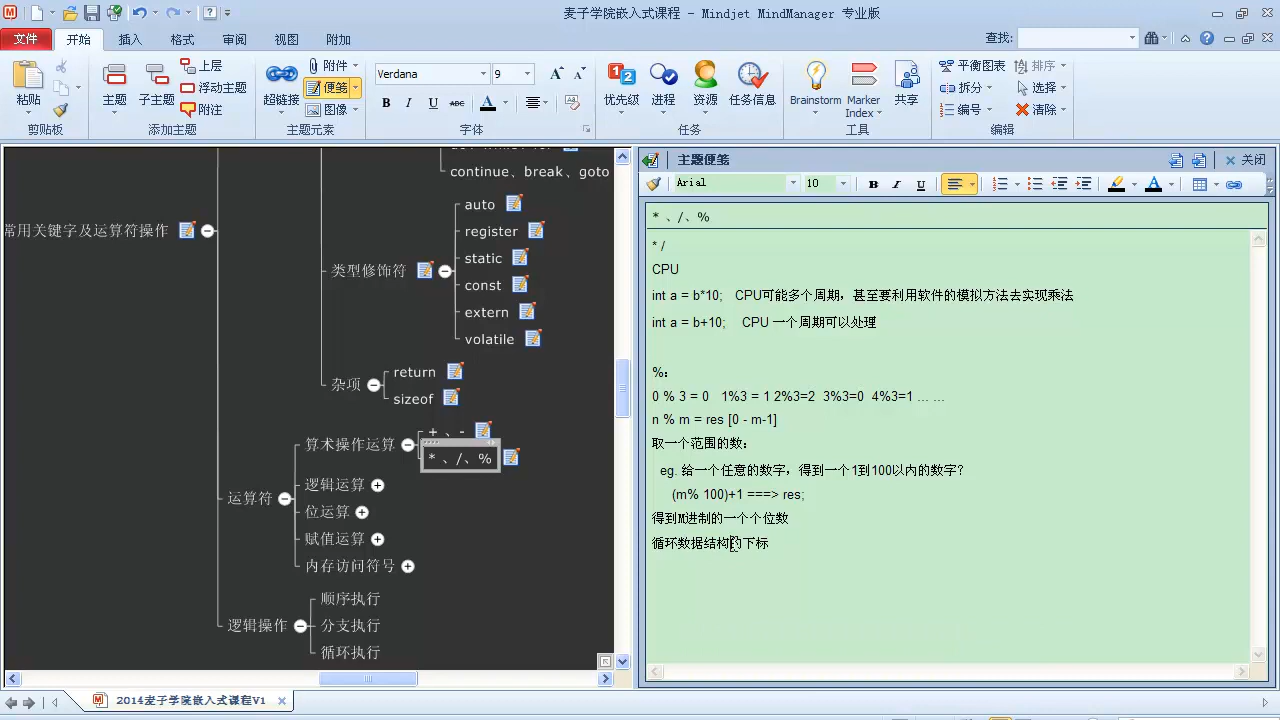 麦子学院嵌入式课程 - Mindjet MindManager 专业版
文件 开始 插入 格式 审阅 视图 附加 查找:
粘贴 主题 子主题 上层 浮动主题 附注 超链接 附件 便笺 图像
Verdana 9
B I U ABC A
优先级 进程 资源 任务信息 Brainstorm Marker Index 共享 平衡图表 拆分 编号 排序 选择 清除
剪贴板 添加主题 主题元素 字体 任务 工具 编辑
continue、break、goto
auto
register
static
const
extern
volatile
常用关键字及运算符操作
类型修饰符
杂项
return
sizeof
运算符
算术操作运算
+ 、-
* 、/、%
逻辑运算
位运算
赋值运算
内存访问符号
逻辑操作
顺序执行
分支执行
循环执行
主题便笺 关闭
Arial 10 B I U A
* 、/、%
* /
CPU
int a = b*10; CPU可能多个周期，甚至要利用软件的模拟方法去实现乘法
int a = b+10; CPU 一个周期可以处理
%：
0 % 3 = 0 1%3 = 1 2%3=2 3%3=0 4%3=1 ... ...
n % m = res [0 - m-1]
取一个范围的数：
eg. 给一个任意的数字，得到一个1到100以内的数字？
(m% 100)+1 ===> res;
得到M进制的一个个位数
循环数据结构的下标
2014麦子学院嵌入式课程V1